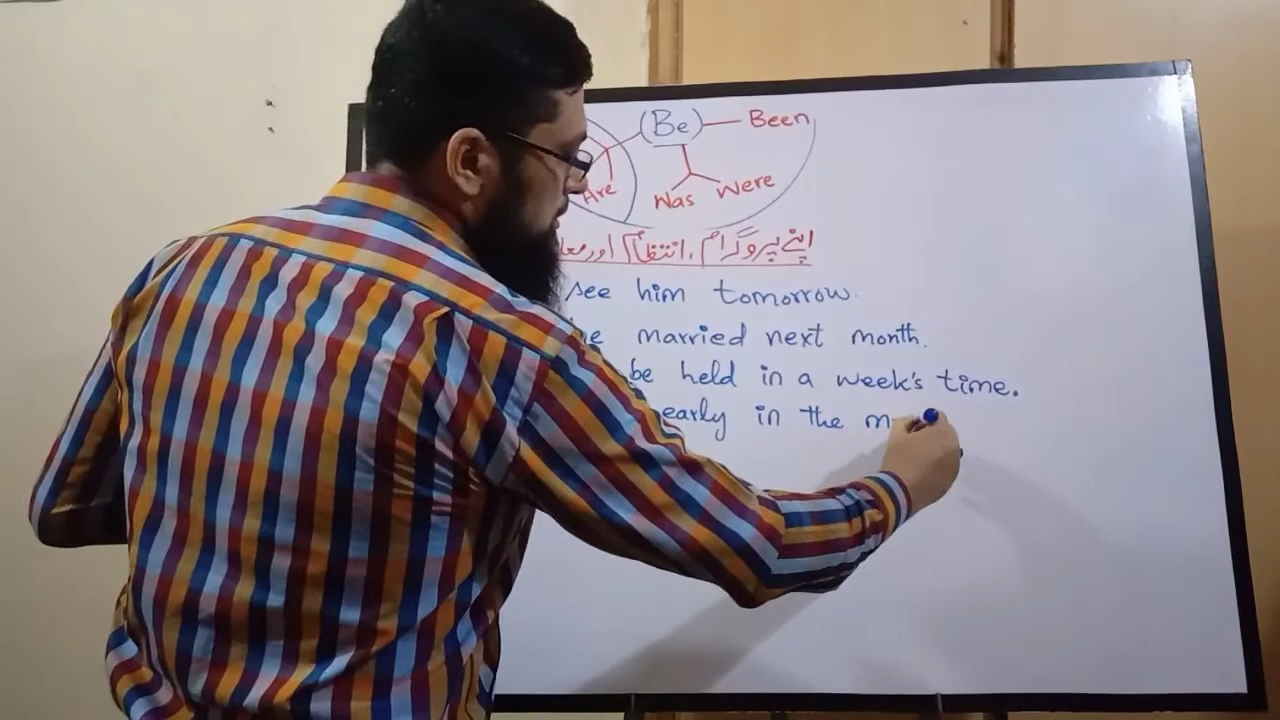 (Be) Been
Are Was Were
اپنے پروگرام، انتظام اور
see him tomorrow.
married next month.
be held in a week's time.
early in the